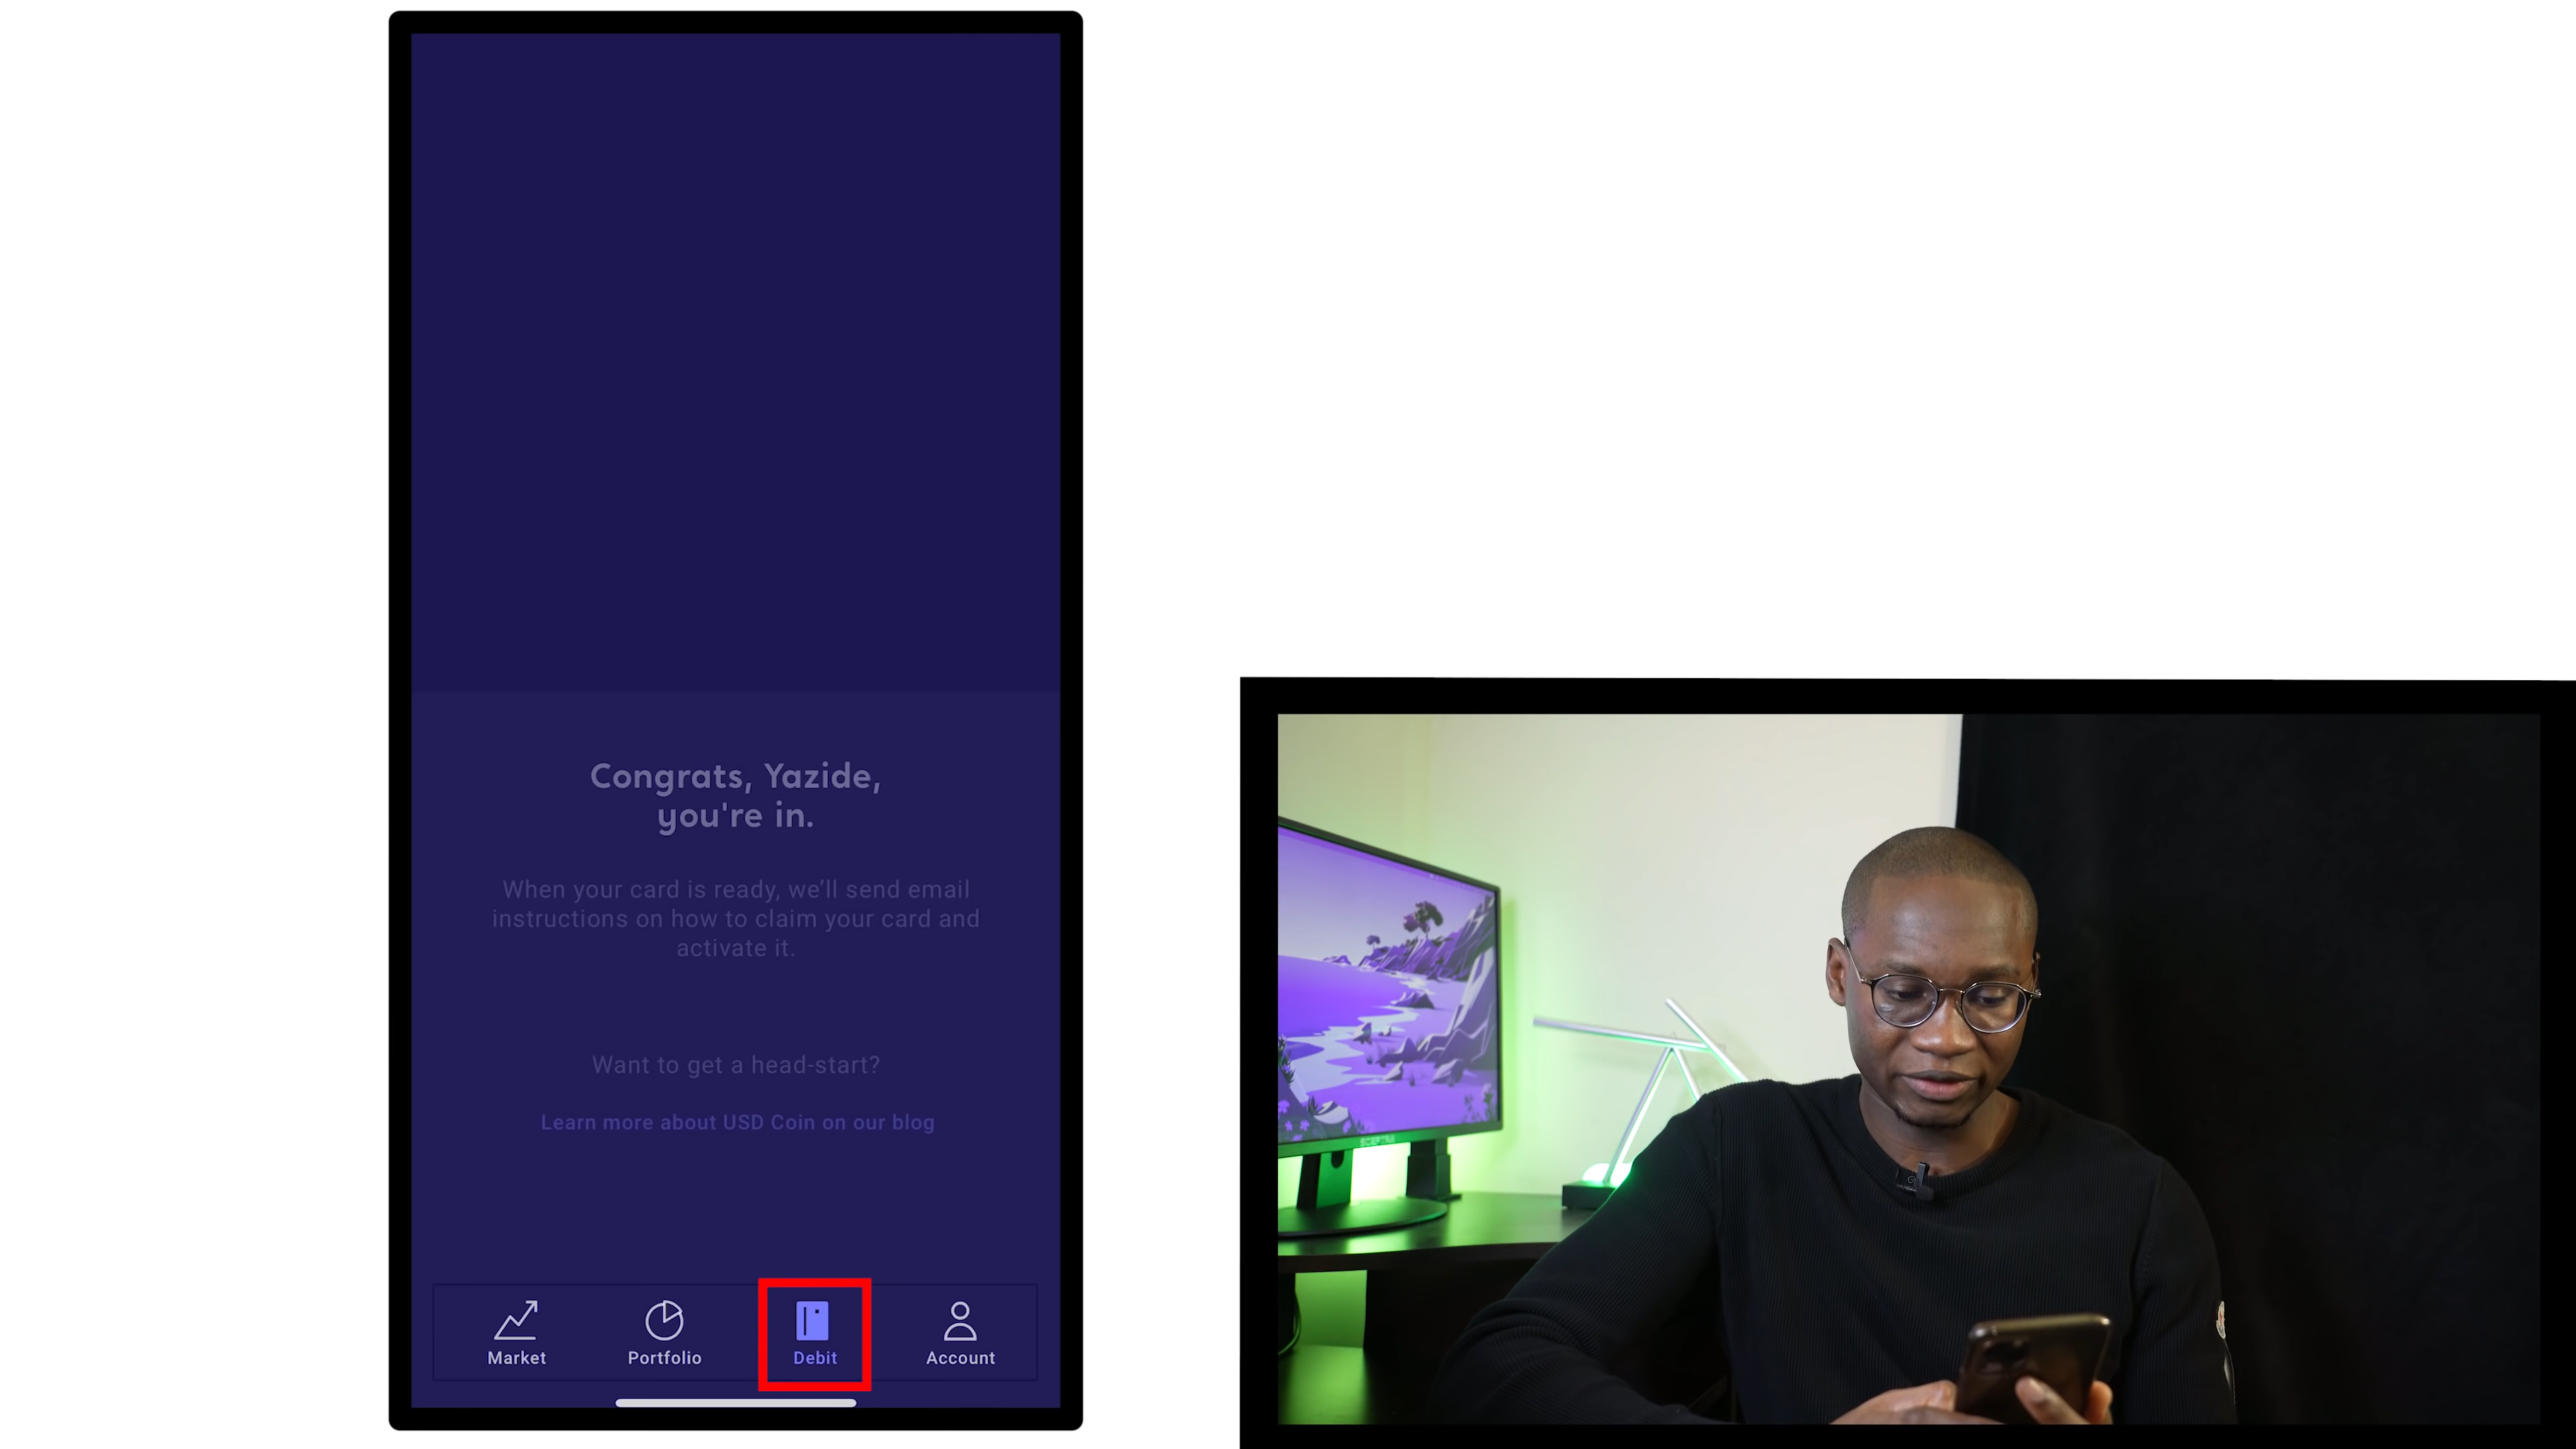 Congrats, Yazide,
you're in.
When your card is ready, we’ll send email
instructions on how to claim your card and
activate it.
Want to get a head-start?
Learn more about USD Coin on our blog
Market
Portfolio
Debit
Account
SCEPTRE